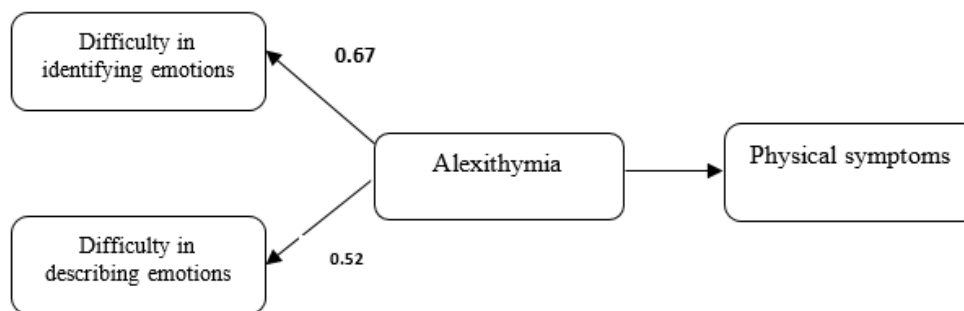 Difficulty in
identifying emotions
0.67
Alexithymia
Physical symptoms
Difficulty in
describing emotions
0.52